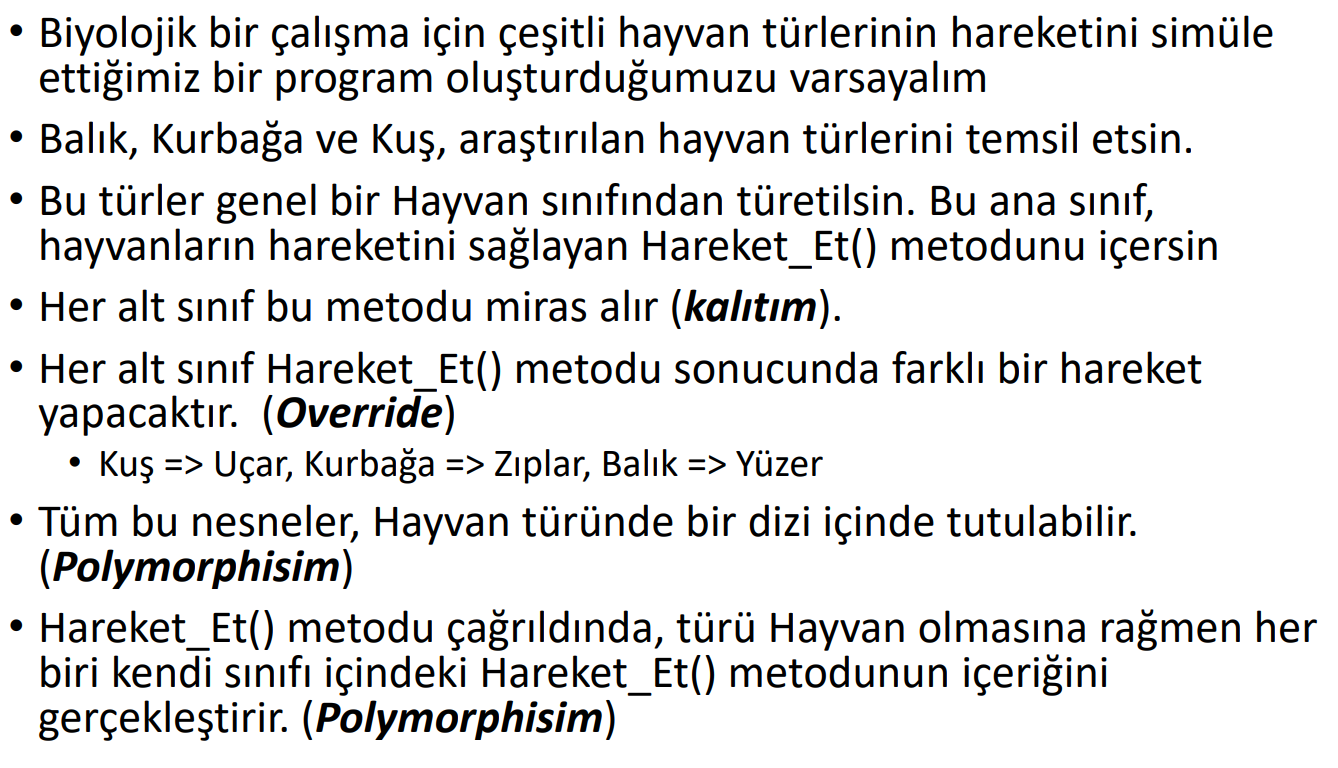 • Biyolojik bir çalışma için çeşitli hayvan türlerinin hareketini simüle
ettiğimiz bir program oluşturduğumuzu varsayalım
• Balık, Kurbağa ve Kuş, araştırılan hayvan türlerini temsil etsin.
• Bu türler genel bir Hayvan sınıfından türetilsin. Bu ana sınıf,
hayvanların hareketini sağlayan Hareket_Et() metodunu içersin
• Her alt sınıf bu metodu miras alır (kalıtım).
• Her alt sınıf Hareket_Et() metodu sonucunda farklı bir hareket
yapacaktır. (Override)
• Kuş => Uçar, Kurbağa => Zıplar, Balık => Yüzer
• Tüm bu nesneler, Hayvan türünde bir dizi içinde tutulabilir.
(Polymorphisim)
• Hareket_Et() metodu çağrıldında, türü Hayvan olmasına rağmen her
biri kendi sınıfı içindeki Hareket_Et() metodunun içeriğini
gerçekleştirir. (Polymorphisim)